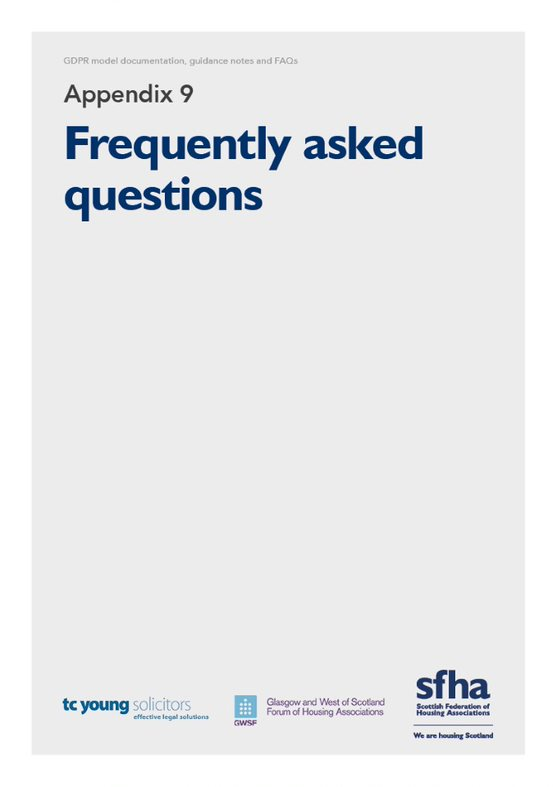 GDPR model documentation, guidance notes and FAQs
Appendix 9
Frequently asked
questions
tc young solicitors
effective legal solutions
GWSF
Glasgow and West of Scotland
Forum of Housing Associations
sfha
Scottish Federation of
Housing Associations
We are housing Scotland